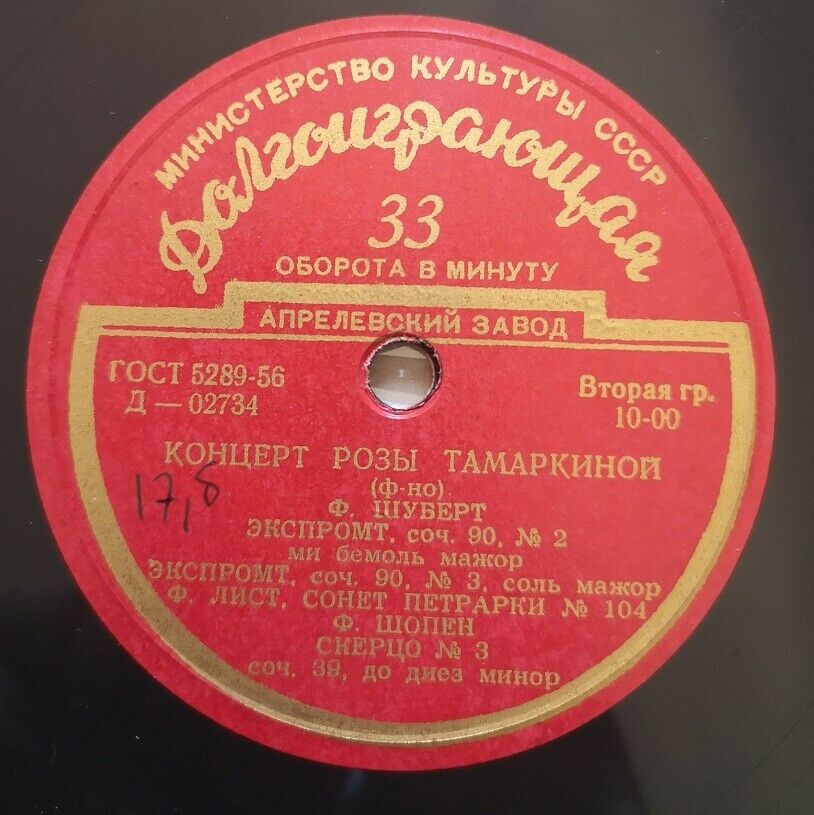 МИНИСТЕРСТВО КУЛЬТУРЫ СССР
Долгоиграющая
33
ОБОРОТА В МИНУТУ
АПРЕЛЕВСКИЙ ЗАВОД
ГОСТ 5289-56
Д — 02734
Вторая гр.
10-00
КОНЦЕРТ РОЗЫ ТАМАРКИНОЙ
(ф-но)
17,8
Ф. ШУБЕРТ
ЭКСПРОМТ, соч. 90, № 2
ми бемоль мажор
ЭКСПРОМТ, соч. 90, № 3, соль мажор
Ф. ЛИСТ. СОНЕТ ПЕТРАРКИ № 104
Ф. ШОПЕН
СКЕРЦО № 3
соч. 39, до диез минор